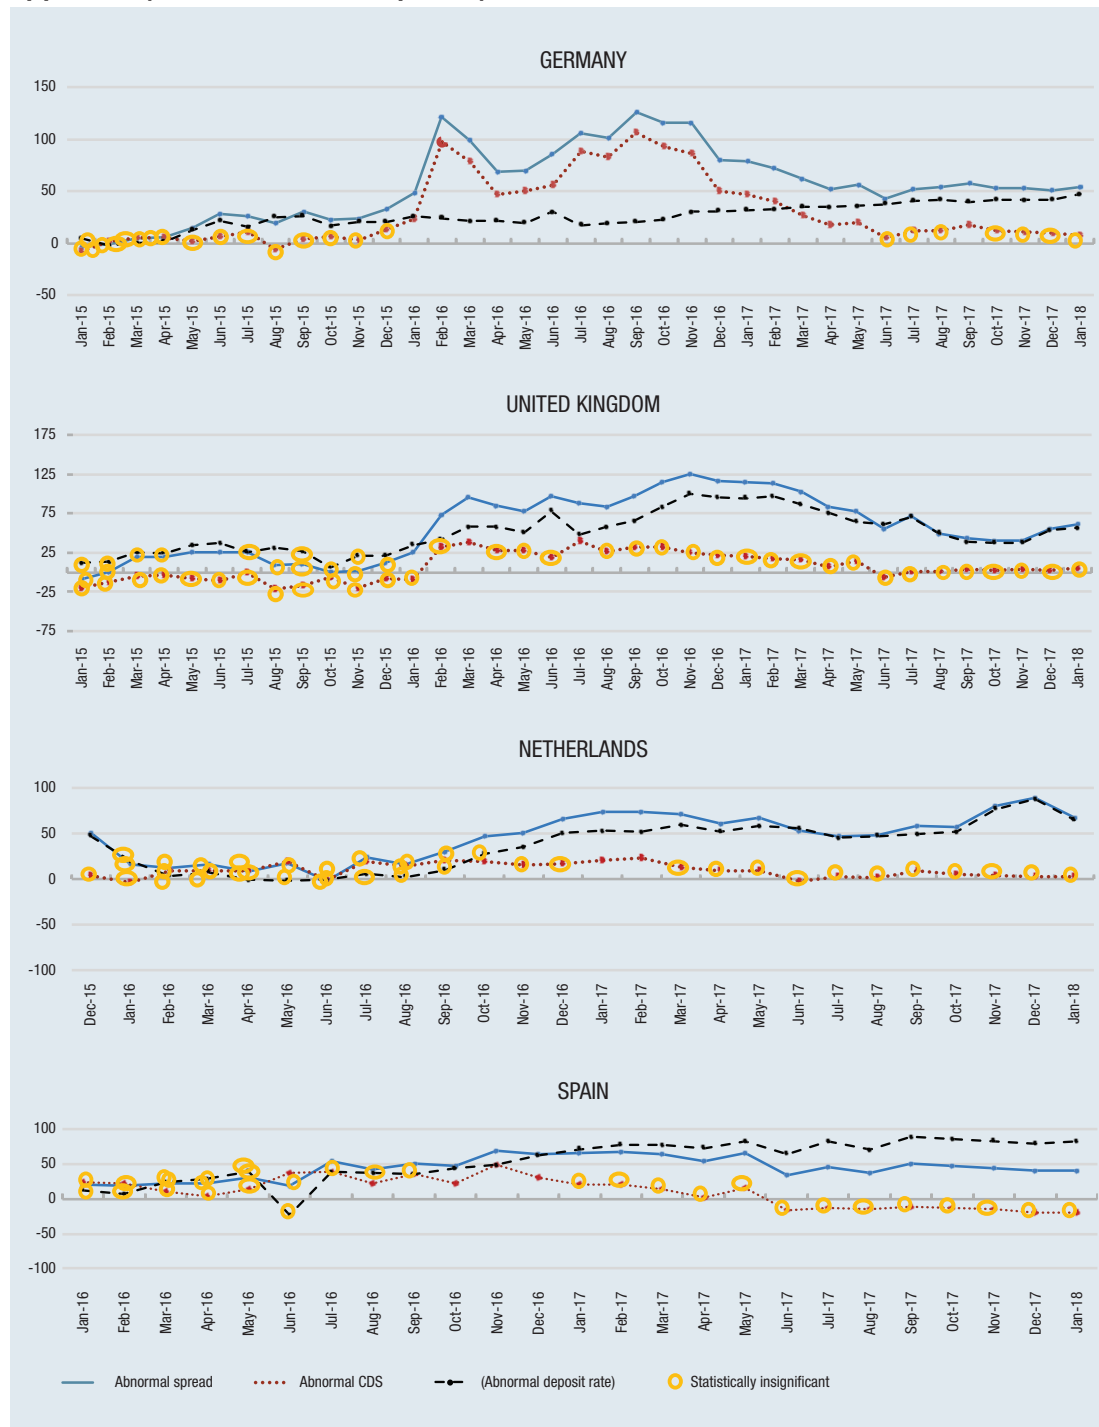 GERMANY
150
100
50
0
-50
Jan-15 Feb-15 Mar-15 Apr-15 May-15 Jun-15 Jul-15 Aug-15 Sep-15 Oct-15 Nov-15 Dec-15 Jan-16 Feb-16 Mar-16 Apr-16 May-16 Jun-16 Jul-16 Aug-16 Sep-16 Oct-16 Nov-16 Dec-16 Jan-17 Feb-17 Mar-17 Apr-17 May-17 Jun-17 Jul-17 Aug-17 Sep-17 Oct-17 Nov-17 Dec-17 Jan-18
UNITED KINGDOM
175
125
75
25
-25
-75
Jan-15 Feb-15 Mar-15 Apr-15 May-15 Jun-15 Jul-15 Aug-15 Sep-15 Oct-15 Nov-15 Dec-15 Jan-16 Feb-16 Mar-16 Apr-16 May-16 Jun-16 Jul-16 Aug-16 Sep-16 Oct-16 Nov-16 Dec-16 Jan-17 Feb-17 Mar-17 Apr-17 May-17 Jun-17 Jul-17 Aug-17 Sep-17 Oct-17 Nov-17 Dec-17 Jan-18
NETHERLANDS
100
50
0
-50
-100
Dec-15 Jan-16 Feb-16 Mar-16 Apr-16 May-16 Jun-16 Jul-16 Aug-16 Sep-16 Oct-16 Nov-16 Dec-16 Jan-17 Feb-17 Mar-17 Apr-17 May-17 Jun-17 Jul-17 Aug-17 Sep-17 Oct-17 Nov-17 Dec-17 Jan-18
SPAIN
100
50
0
-50
-100
Jan-16 Feb-16 Mar-16 Apr-16 May-16 Jun-16 Jul-16 Aug-16 Sep-16 Oct-16 Nov-16 Dec-16 Jan-17 Feb-17 Mar-17 Apr-17 May-17 Jun-17 Jul-17 Aug-17 Sep-17 Oct-17 Nov-17 Dec-17 Jan-18
Abnormal spread Abnormal CDS (Abnormal deposit rate) Statistically insignificant